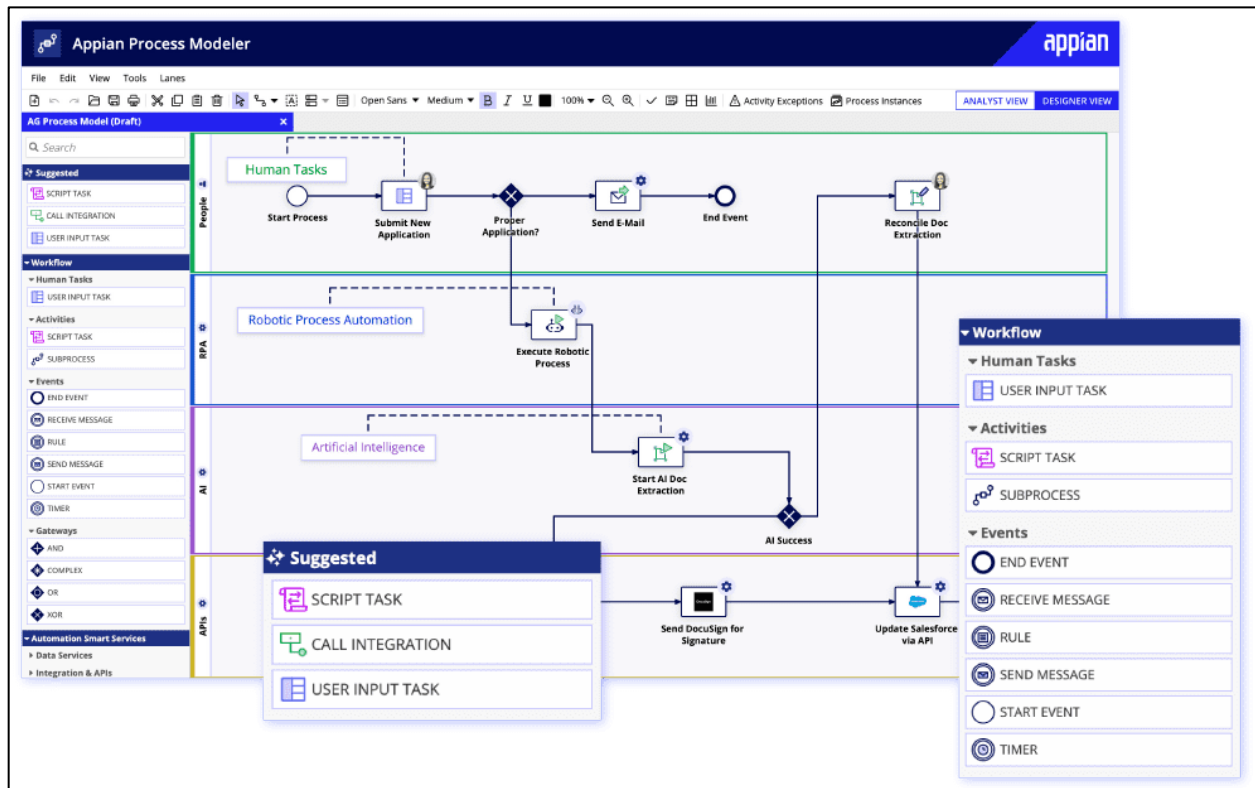 Appian Process Modeler
appian
File Edit View Tools Lanes
Open Sans Medium B I U 100% Activity Exceptions Process Instances ANALYST VIEW DESIGNER VIEW
AG Process Model (Draft) x
Search
Suggested
SCRIPT TASK
CALL INTEGRATION
USER INPUT TASK
Workflow
Human Tasks
USER INPUT TASK
Activities
SCRIPT TASK
SUBPROCESS
Events
END EVENT
RECEIVE MESSAGE
RULE
SEND MESSAGE
START EVENT
TIMER
Gateways
AND
COMPLEX
OR
XOR
Automation Smart Services
Data Services
Integration & APIs
People
Human Tasks
Start Process
Submit New
Application
Proper
Application?
Send E-Mail
End Event
Reconcile Doc
Extraction
RPA
Robotic Process Automation
Execute Robotic
Process
AI
Artificial Intelligence
Start AI Doc
Extraction
AI Success
APIs
Send DocuSign for
Signature
Update Salesforce
via API
Suggested
SCRIPT TASK
CALL INTEGRATION
USER INPUT TASK
Workflow
Human Tasks
USER INPUT TASK
Activities
SCRIPT TASK
SUBPROCESS
Events
END EVENT
RECEIVE MESSAGE
RULE
SEND MESSAGE
START EVENT
TIMER